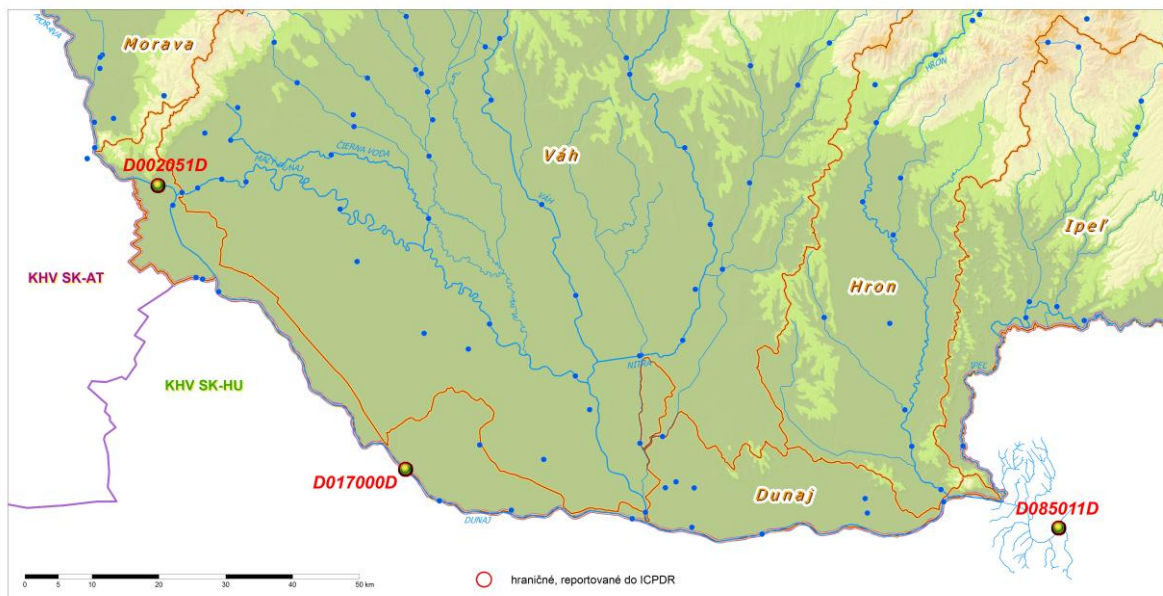 MORAVA
Morava
HRON
D002051D
ČIERNA VODA
MALÝ DUNAJ
Váh
VÁH
Ipeľ
KHV SK-AT
Hron
KHV SK-HU
NITRA
IPEĽ
D017000D
Dunaj
DUNAJ
D085011D
0 5 10 20 30 40 50 km
hraničné, reportované do ICPDR